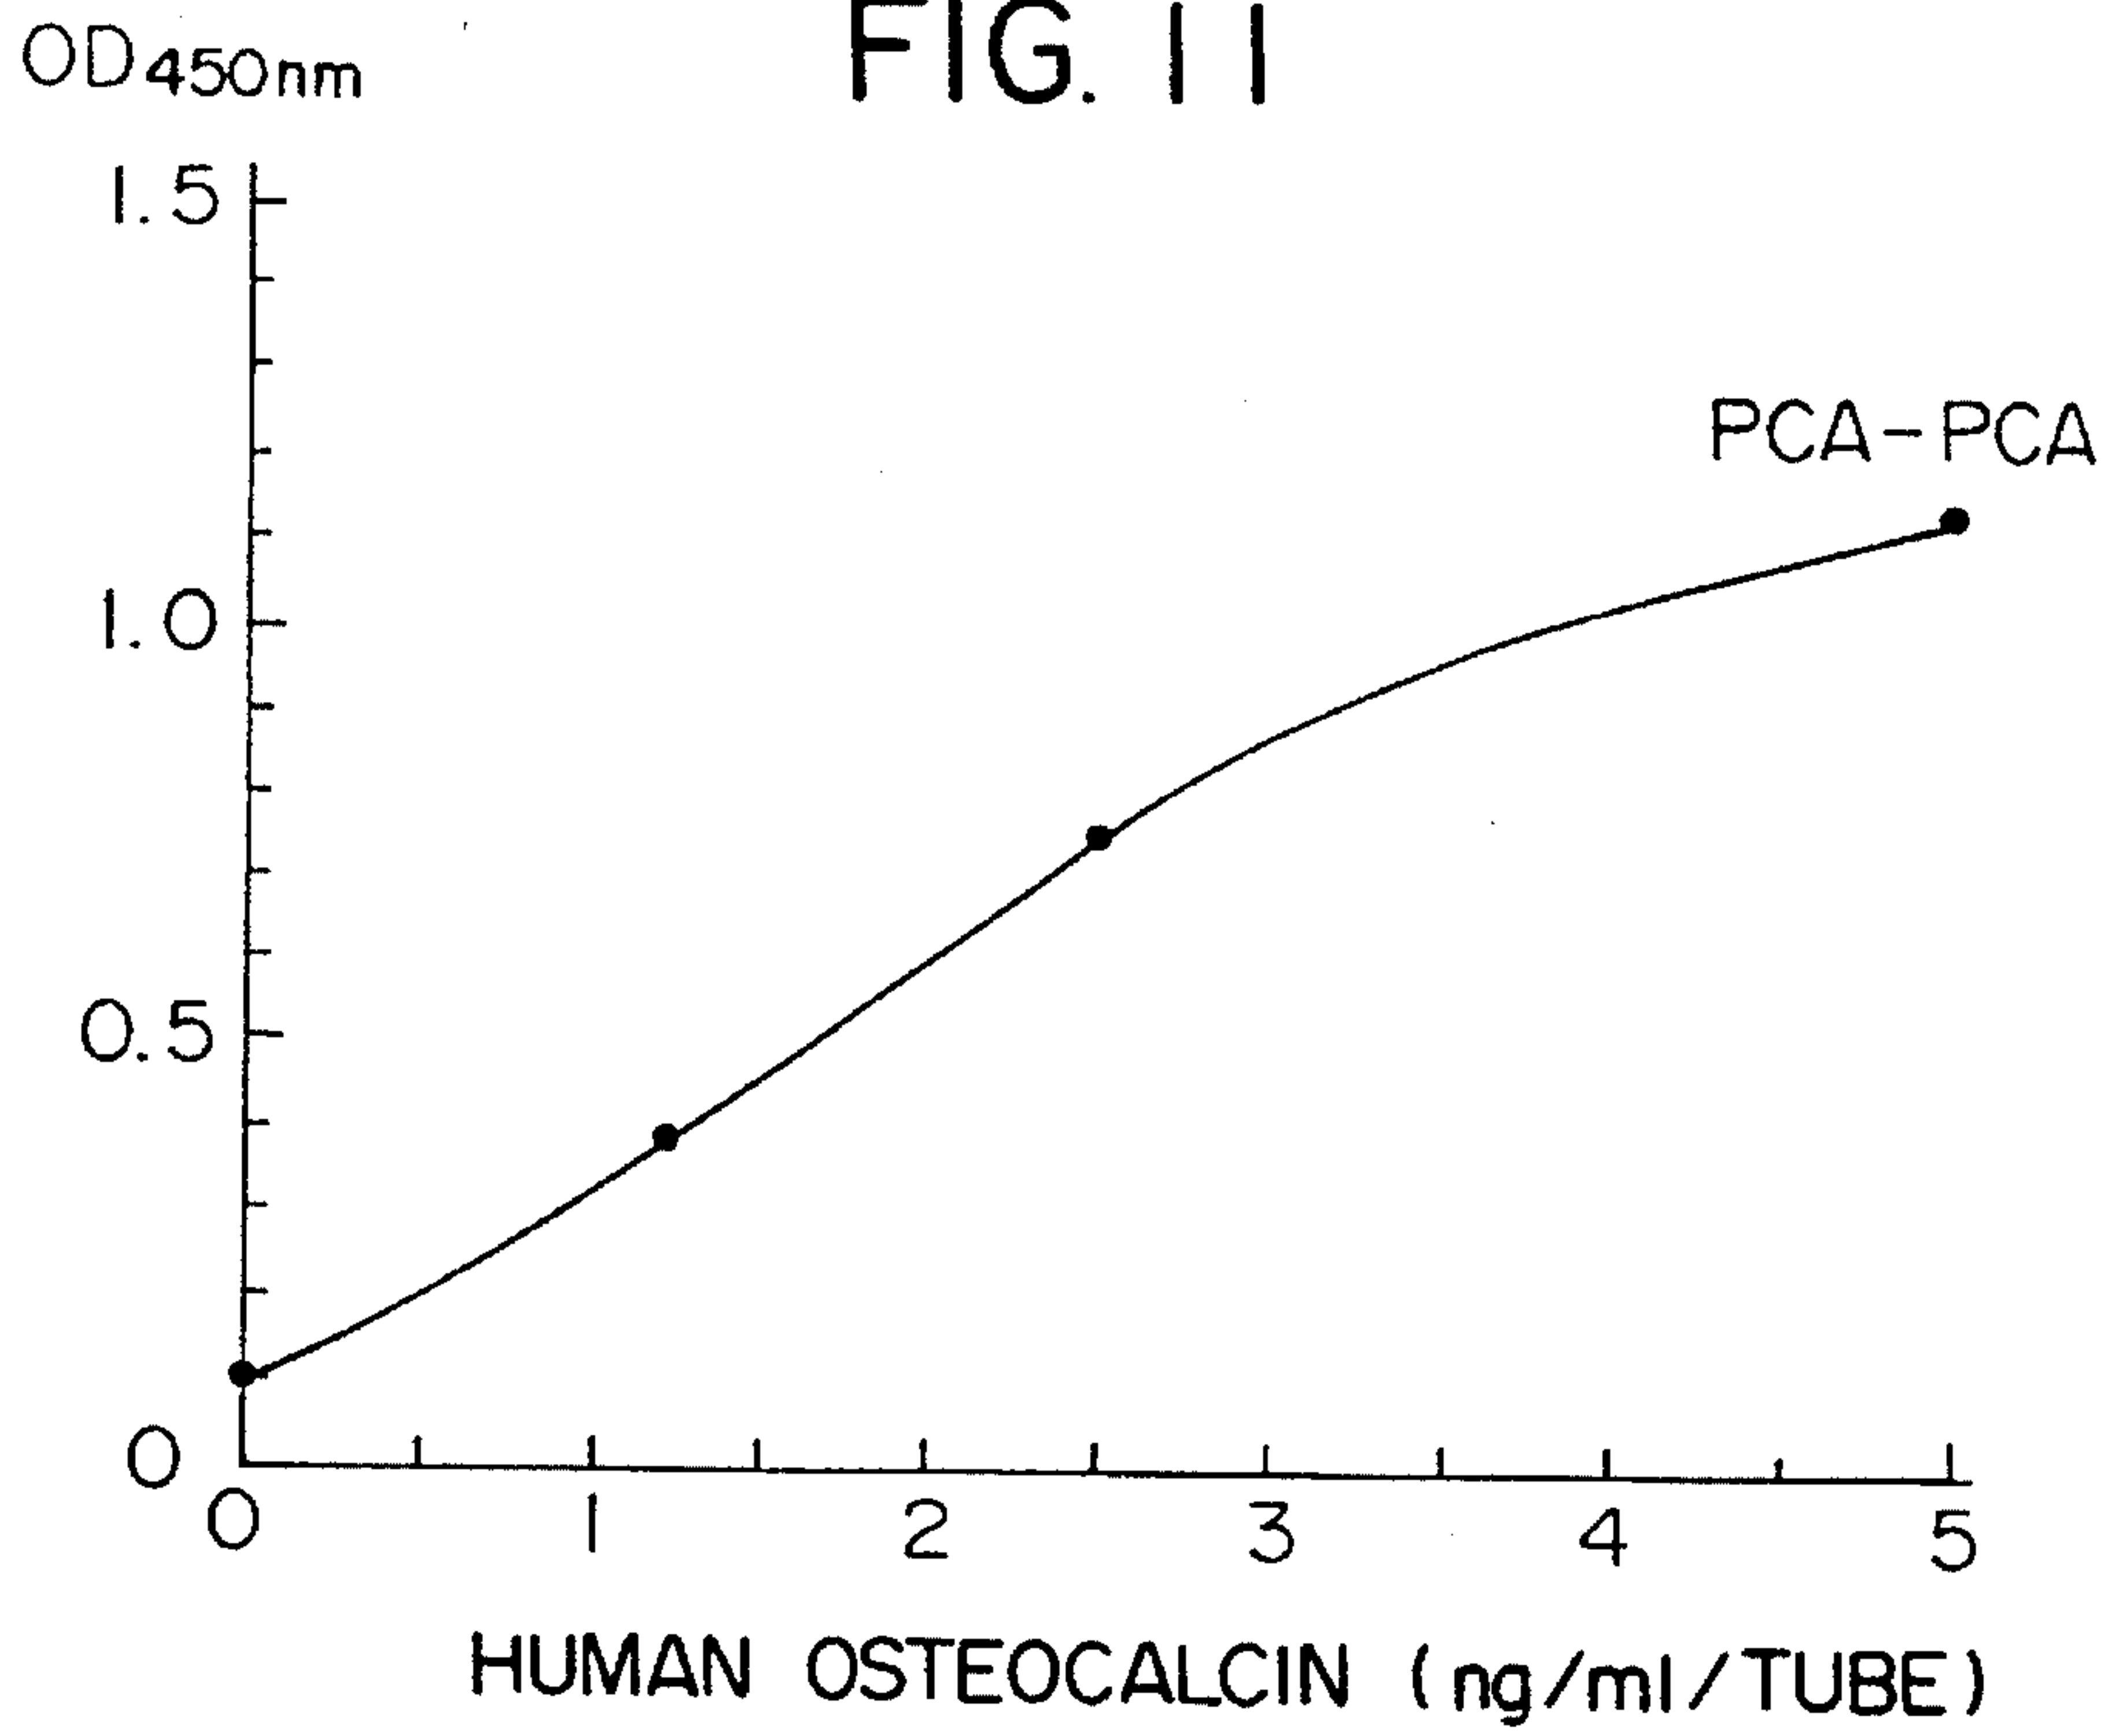 FIG. 11
OD450nm
1.5
1.0
0.5
0
0 1 2 3 4 5
PCA-PCA
HUMAN OSTEOCALCIN (ng/ml/TUBE)